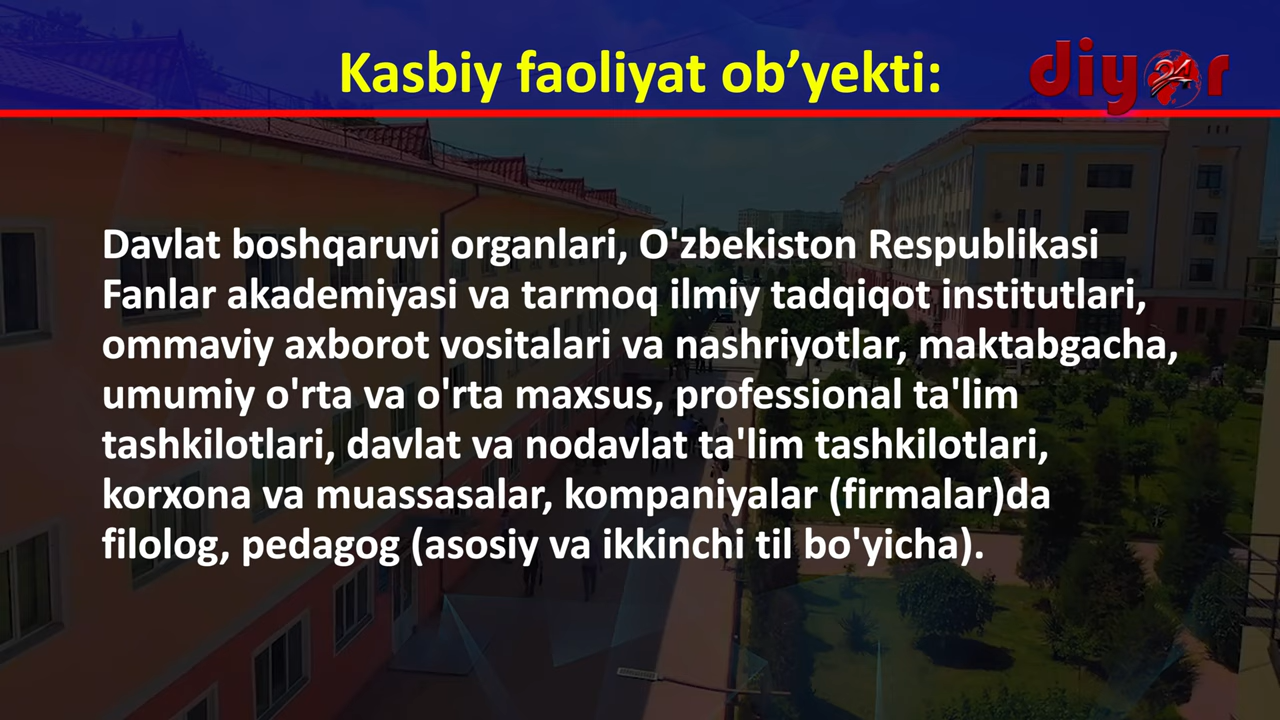 Kasbiy faoliyat ob’yekti:
diyor 24
Davlat boshqaruvi organlari, O'zbekiston Respublikasi
Fanlar akademiyasi va tarmoq ilmiy tadqiqot institutlari,
ommaviy axborot vositalari va nashriyotlar, maktabgacha,
umumiy o'rta va o'rta maxsus, professional ta'lim
tashkilotlari, davlat va nodavlat ta'lim tashkilotlari,
korxona va muassasalar, kompaniyalar (firmalar)da
filolog, pedagog (asosiy va ikkinchi til bo'yicha).